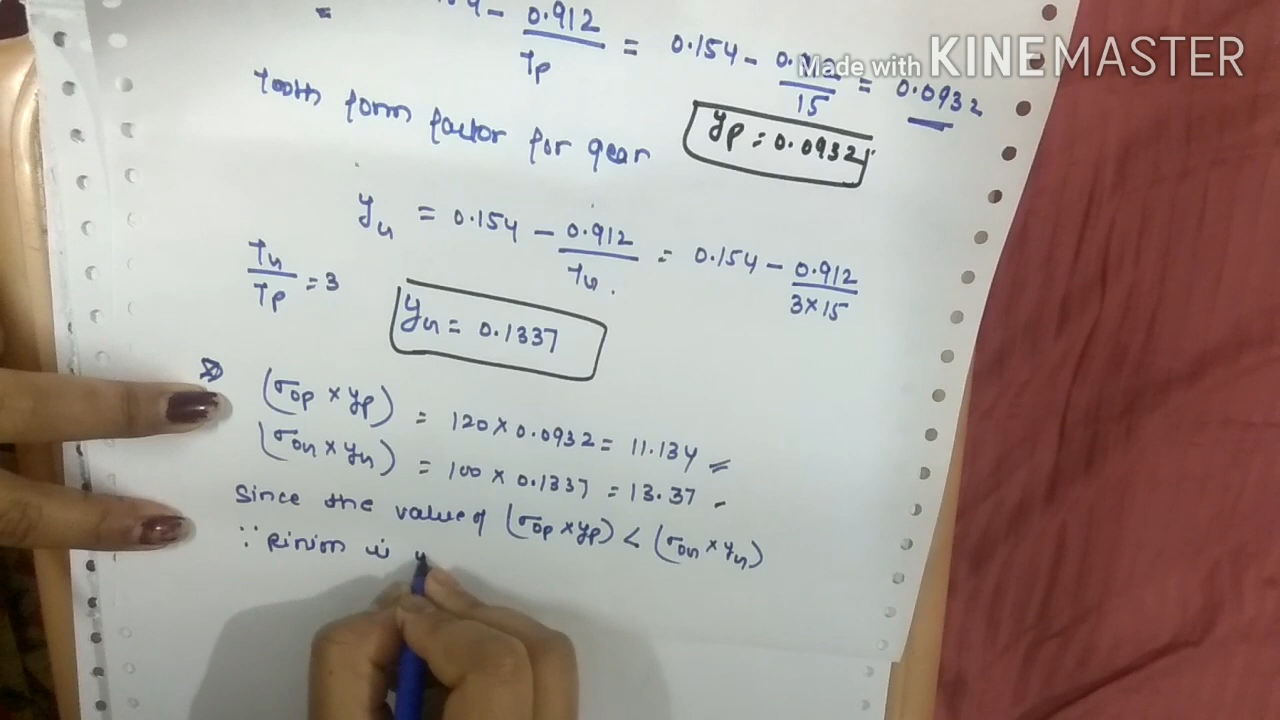 = 0.154 - 0.912/Tp = 0.154 - 0.912/15 = 0.0932
Made with KINEMASTER
Tooth form factor for gear
yp = 0.0932
yG = 0.154 - 0.912/TG = 0.154 - 0.912/3×15
TG/Tp = 3
yG = 0.1337
(σop × yp) = 120 × 0.0932 = 11.134
(σoG × yG) = 100 × 0.1337 = 13.37
Since the value of (σop × yp) < (σoG × yG)
∵ Pinion is